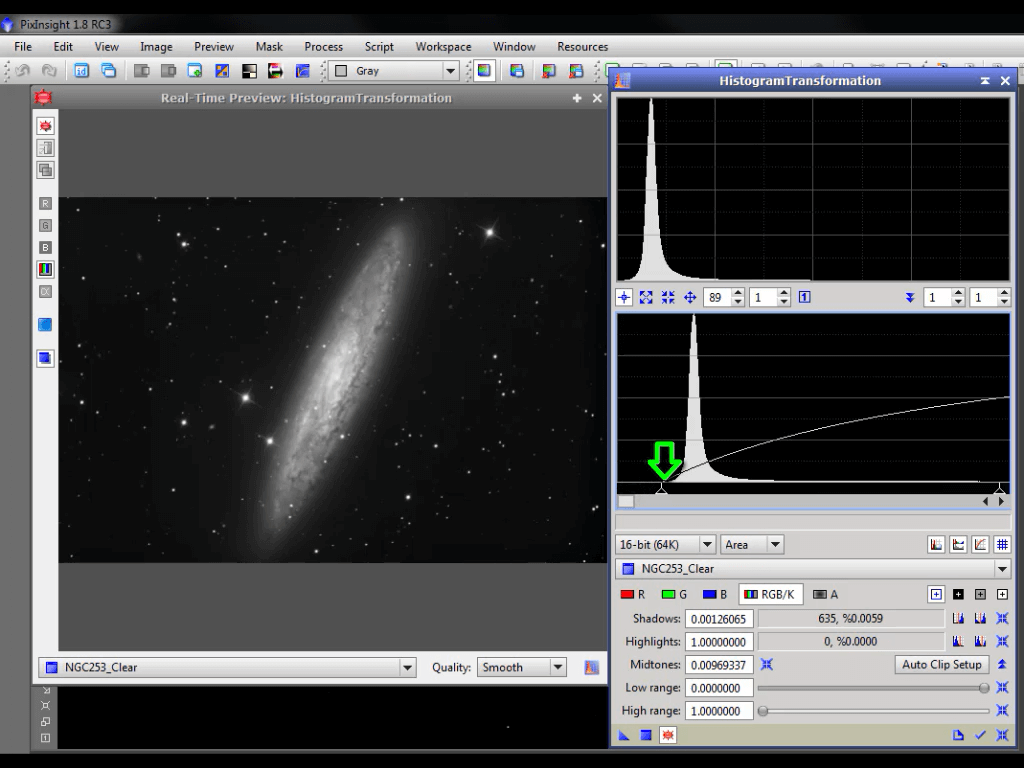 PixInsight 1.8 RC3
File Edit View Image Preview Mask Process Script Workspace Window Resources
id Gray
Real-Time Preview: HistogramTransformation
HistogramTransformation
R
G
B
89 1 1 1 1
16-bit (64K) Area
NGC253_Clear
R G B RGB/K A
Shadows: 0.00126065 635, %0.0059
Highlights: 1.00000000 0, %0.0000
Midtones: 0.00969337 Auto Clip Setup
Low range: 0.0000000
High range: 1.0000000
NGC253_Clear Quality: Smooth
1